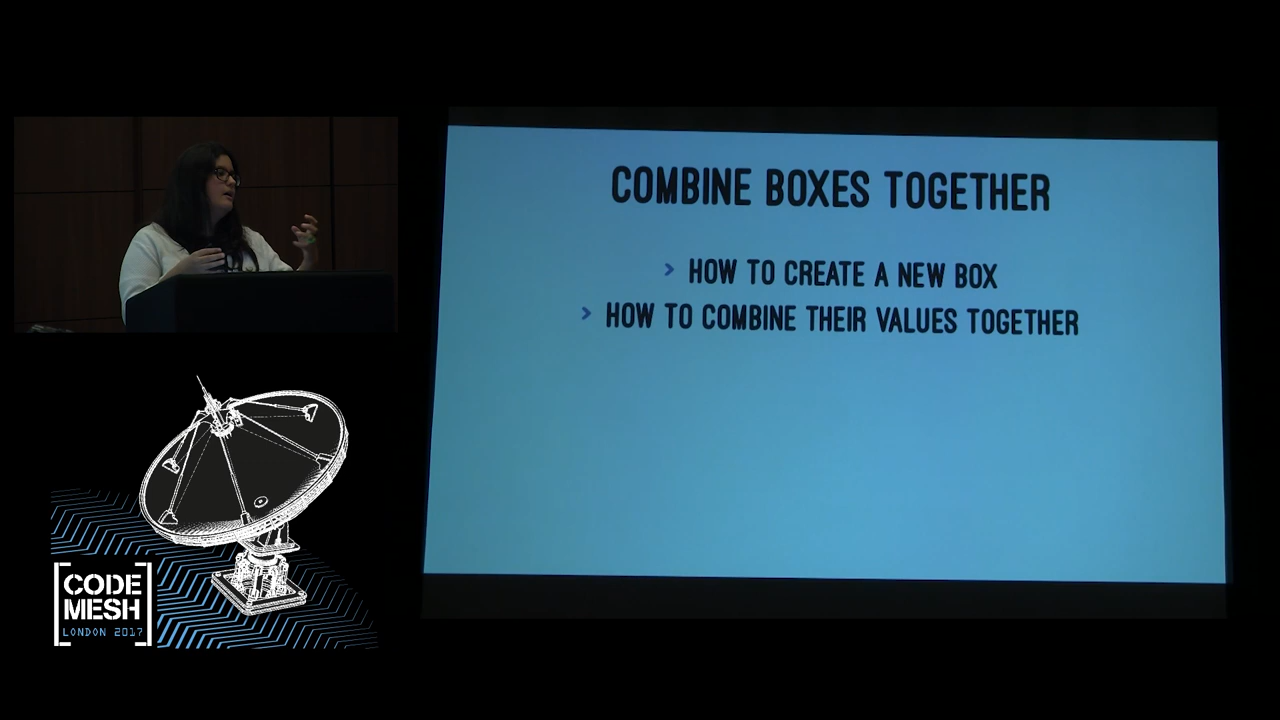 COMBINE BOXES TOGETHER
> HOW TO CREATE A NEW BOX
> HOW TO COMBINE THEIR VALUES TOGETHER
[CODE
MESH]
LONDON 2017